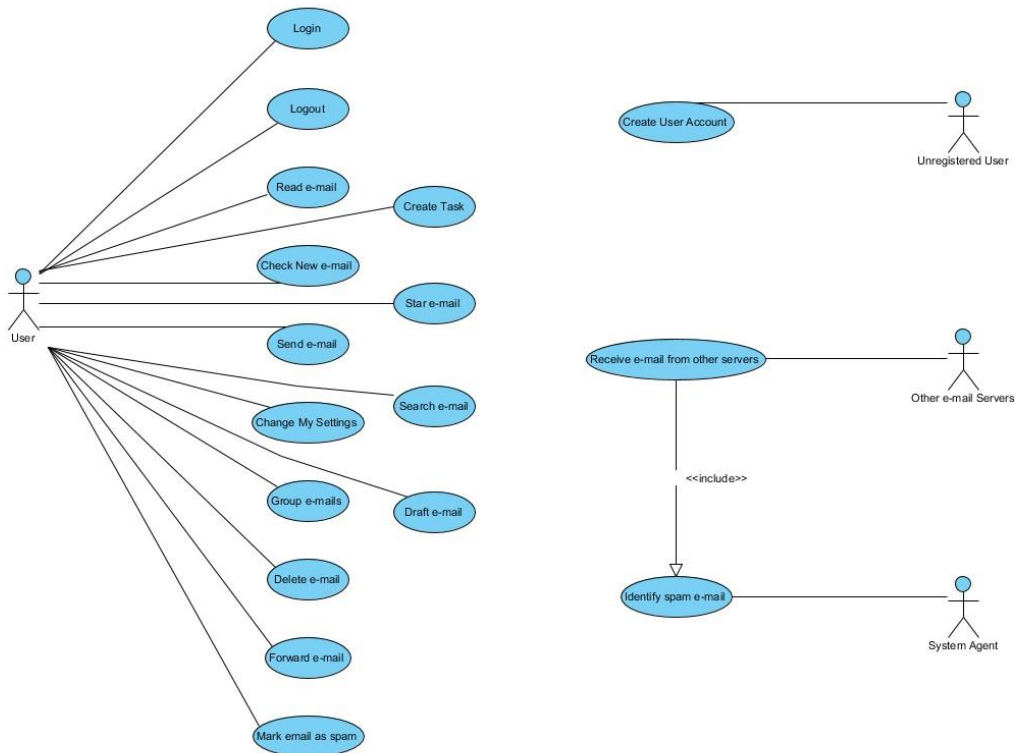 Login
Logout
Read e-mail
Create Task
Check New e-mail
Star e-mail
User
Send e-mail
Search e-mail
Change My Settings
Group e-mails
Draft e-mail
Delete e-mail
Forward e-mail
Mark email as spam
Create User Account
Unregistered User
Receive e-mail from other servers
Other e-mail Servers
<<include>>
Identify spam e-mail
System Agent